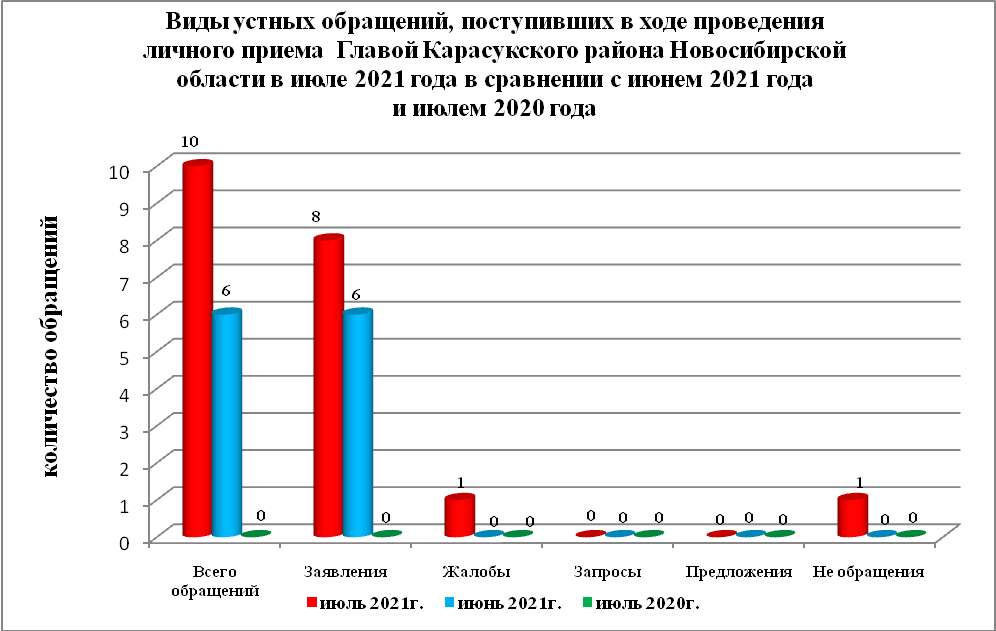 Виды устных обращений, поступивших в ходе проведения
личного приема Главой Карасукского района Новосибирской
области в июле 2021 года в сравнении с июнем 2021 года
и июлем 2020 года
количество обращений
10
9
8
7
6
5
4
3
2
1
0
10
6
0
8
6
0
1
0
0
0
0
0
0
0
0
1
0
0
Всего
обращений
Заявления
Жалобы
Запросы
Предложения
Не обращения
июль 2021г.
июнь 2021г.
июль 2020г.